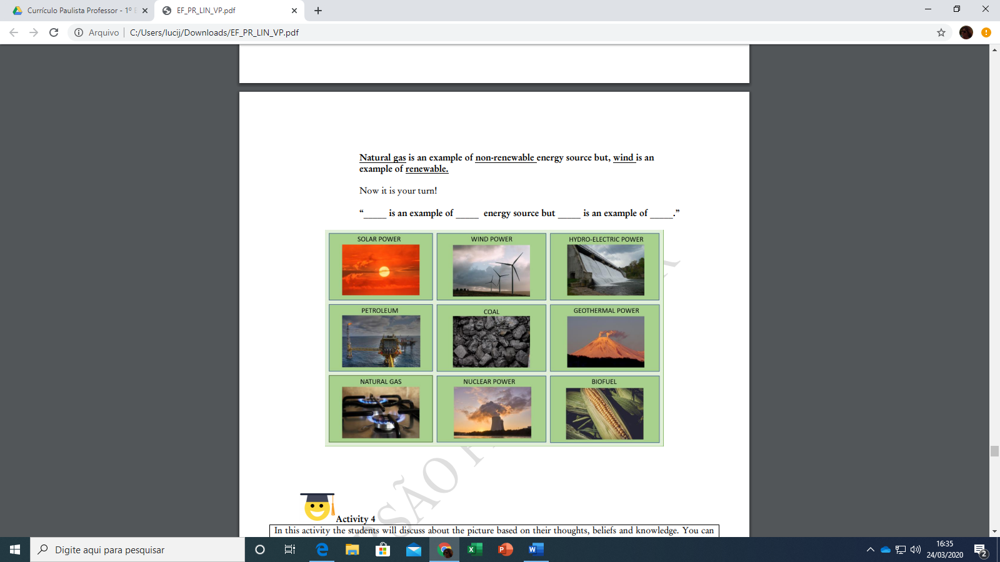 Currículo Paulista Professor - 1º
EF_PR_LIN_VP.pdf
Arquivo
C:/Users/lucij/Downloads/EF_PR_LIN_VP.pdf
Natural gas is an example of non-renewable energy source but, wind is an
example of renewable.
Now it is your turn!
“_____ is an example of _____ energy source but _____ is an example of _____.”
SOLAR POWER
WIND POWER
HYDRO-ELECTRIC POWER
PETROLEUM
COAL
GEOTHERMAL POWER
NATURAL GAS
NUCLEAR POWER
BIOFUEL
Activity 4
In this activity the students will discuss about the picture based on their thoughts, beliefs and knowledge. You can
Digite aqui para pesquisar
16:35
24/03/2020
2